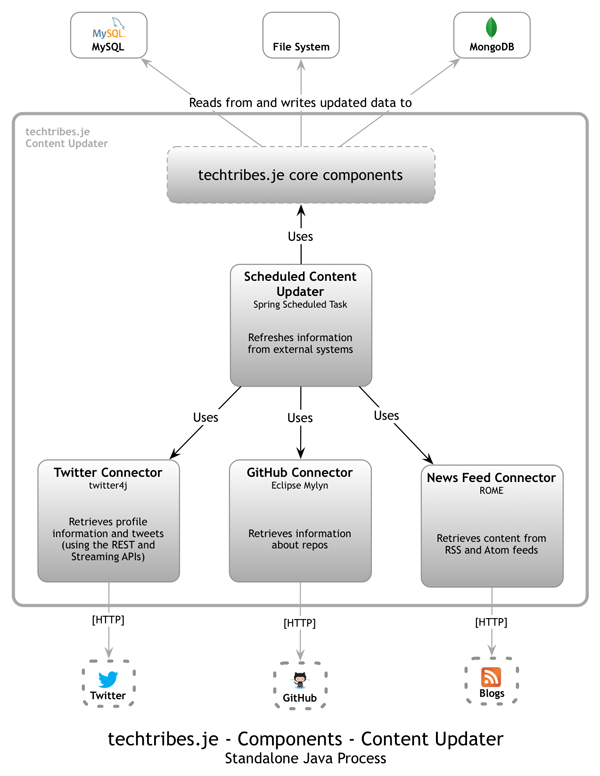 MySQL
MySQL
File System
MongoDB
Reads from and writes updated data to
techtribes.je
Content Updater
techtribes.je core components
Uses
Scheduled Content
Updater
Spring Scheduled Task
Refreshes information
from external systems
Uses
Uses
Uses
Twitter Connector
twitter4j
Retrieves profile
information and tweets
(using the REST and
Streaming APIs)
GitHub Connector
Eclipse Mylyn
Retrieves information
about repos
News Feed Connector
ROME
Retrieves content from
RSS and Atom feeds
[HTTP]
[HTTP]
[HTTP]
Twitter
GitHub
Blogs
techtribes.je - Components - Content Updater
Standalone Java Process